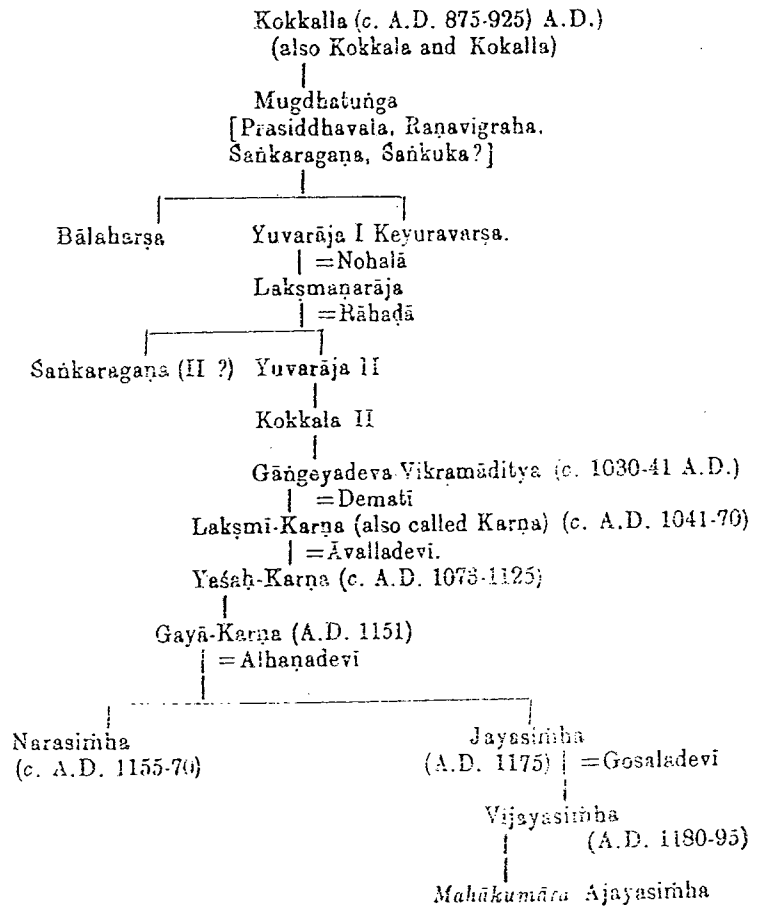 Kokkalla (c. A.D. 875-925) A.D.)
(also Kokkala and Kokalla)
Mugdhatuṅga
[Prasiddhavala, Raṇavigraha,
Śaṅkaragaṇa, Śaṅkuka?]
Bālaharṣa Yuvarāja I Keyuravarṣa.
=Nohalā
Lakṣmaṇarāja
=Rāhaḍā
Śaṅkaragaṇa (II ?) Yuvarāja II
Kokkala II
Gāṅgeyadeva Vikramāditya (c. 1030-41 A.D.)
=Dematī
Lakṣmī-Karṇa (also called Karṇa) (c. A.D. 1041-70)
=Āvalladevī.
Yaśaḥ-Karṇa (c. A.D. 1073-1125)
Gayā-Karṇa (A.D. 1151)
=Alhaṇadevī
Narasiṁha Jayasiṁha
(c. A.D. 1155-70) (A.D. 1175) =Gosaladevī
Vijayasiṁha
(A.D. 1180-95)
Mahākumāra Ajayasiṁha